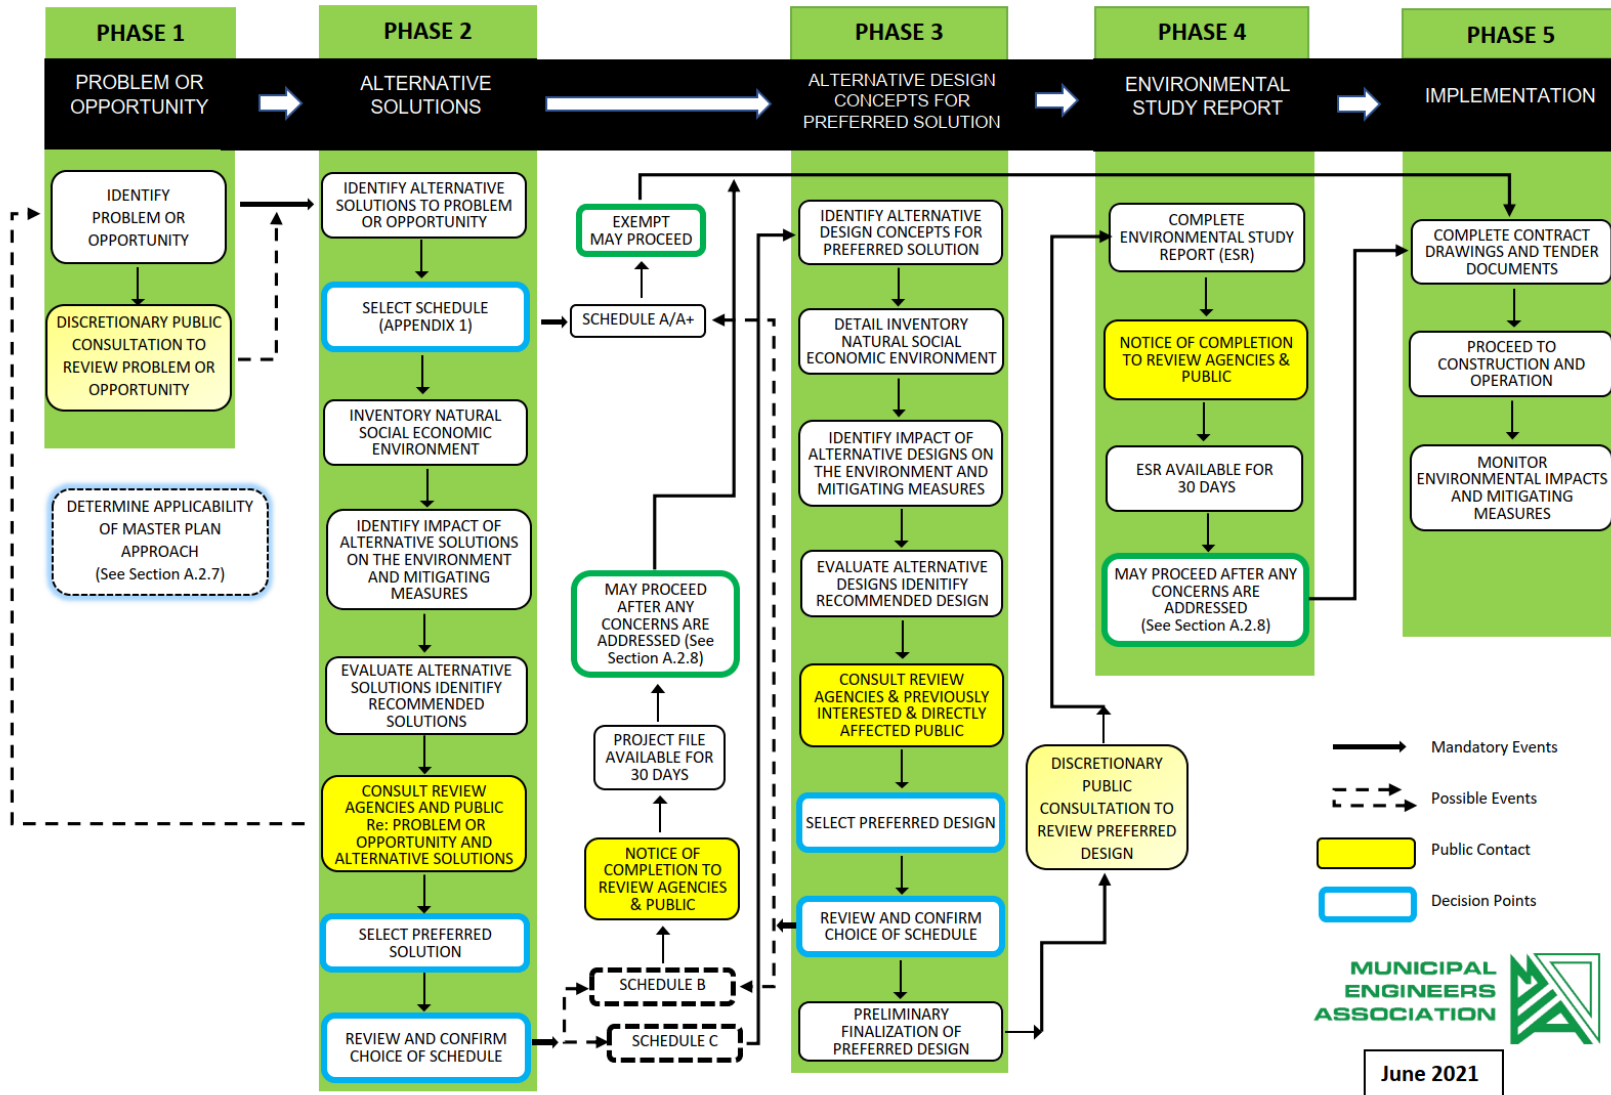 PHASE 1
PHASE 2
PHASE 3
PHASE 4
PHASE 5
PROBLEM OR
OPPORTUNITY
ALTERNATIVE
SOLUTIONS
ALTERNATIVE DESIGN
CONCEPTS FOR
PREFERRED SOLUTION
ENVIRONMENTAL
STUDY REPORT
IMPLEMENTATION
IDENTIFY
PROBLEM OR
OPPORTUNITY
DISCRETIONARY PUBLIC
CONSULTATION TO
REVIEW PROBLEM OR
OPPORTUNITY
DETERMINE APPLICABILITY
OF MASTER PLAN
APPROACH
(See Section A.2.7)
IDENTIFY ALTERNATIVE
SOLUTIONS TO PROBLEM
OR OPPORTUNITY
SELECT SCHEDULE
(APPENDIX 1)
INVENTORY NATURAL
SOCIAL ECONOMIC
ENVIRONMENT
IDENTIFY IMPACT OF
ALTERNATIVE SOLUTIONS
ON THE ENVIRONMENT
AND MITIGATING
MEASURES
EVALUATE ALTERNATIVE
SOLUTIONS IDENITIFY
RECOMMENDED
SOLUTIONS
CONSULT REVIEW
AGENCIES AND PUBLIC
Re: PROBLEM OR
OPPORTUNITY AND
ALTERNATIVE SOLUTIONS
SELECT PREFERRED
SOLUTION
REVIEW AND CONFIRM
CHOICE OF SCHEDULE
EXEMPT
MAY PROCEED
SCHEDULE A/A+
MAY PROCEED
AFTER ANY
CONCERNS ARE
ADDRESSED (See
Section A.2.8)
PROJECT FILE
AVAILABLE FOR
30 DAYS
NOTICE OF
COMPLETION TO
REVIEW AGENCIES
& PUBLIC
SCHEDULE B
SCHEDULE C
IDENTIFY ALTERNATIVE
DESIGN CONCEPTS FOR
PREFERRED SOLUTION
DETAIL INVENTORY
NATURAL SOCIAL
ECONOMIC ENVIRONMENT
IDENTIFY IMPACT OF
ALTERNATIVE DESIGNS ON
THE ENVIRONMENT AND
MITIGATING MEASURES
EVALUATE ALTERNATIVE
DESIGNS IDENTIFY
RECOMMENDED DESIGN
CONSULT REVIEW
AGENCIES & PREVIOUSLY
INTERESTED & DIRECTLY
AFFECTED PUBLIC
SELECT PREFERRED DESIGN
REVIEW AND CONFIRM
CHOICE OF SCHEDULE
PRELIMINARY
FINALIZATION OF
PREFERRED DESIGN
DISCRETIONARY
PUBLIC
CONSULTATION TO
REVIEW PREFERRED
DESIGN
COMPLETE
ENVIRONMENTAL STUDY
REPORT (ESR)
NOTICE OF COMPLETION
TO REVIEW AGENCIES &
PUBLIC
ESR AVAILABLE FOR
30 DAYS
MAY PROCEED AFTER ANY
CONCERNS ARE
ADDRESSED
(See Section A.2.8)
COMPLETE CONTRACT
DRAWINGS AND TENDER
DOCUMENTS
PROCEED TO
CONSTRUCTION AND
OPERATION
MONITOR
ENVIRONMENTAL IMPACTS
AND MITIGATING
MEASURES
Mandatory Events
Possible Events
Public Contact
Decision Points
MUNICIPAL
ENGINEERS
ASSOCIATION
June 2021